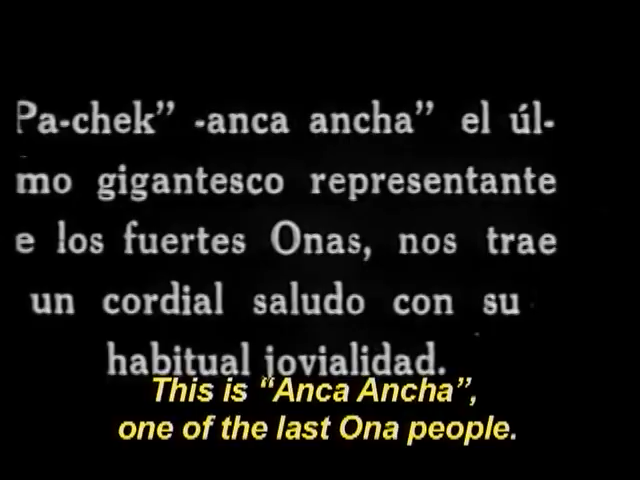 Pa-chek” -anca ancha” el úl-
mo gigantesco representante
e los fuertes Onas, nos trae
un cordial saludo con su
habitual jovialidad.
This is “Anca Ancha”,
one of the last Ona people.